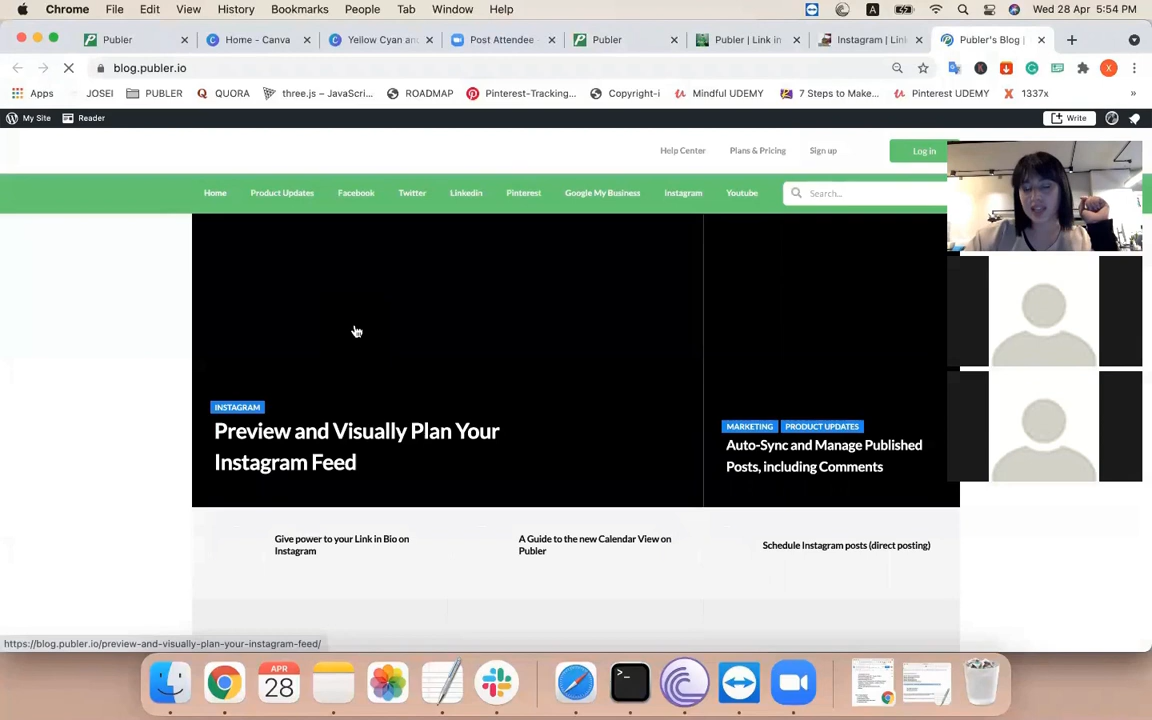 Chrome File Edit View History Bookmarks People Tab Window Help A Wed 28 Apr 5:54 PM
Publer Home - Canva Yellow Cyan and Post Attendee - Publer Publer | Link in Instagram | Link Publer's Blog |
blog.publer.io X
Apps JOSEI PUBLER QUORA three.js – JavaScri... ROADMAP Pinterest-Tracking... Copyright-i Mindful UDEMY 7 Steps to Make... Pinterest UDEMY 1337x »
My Site Reader Write
Help Center Plans & Pricing Sign up Log in
Home Product Updates Facebook Twitter Linkedin Pinterest Google My Business Instagram Youtube Search...
INSTAGRAM
Preview and Visually Plan Your
Instagram Feed
MARKETING PRODUCT UPDATES
Auto-Sync and Manage Published
Posts, including Comments
Give power to your Link in Bio on
Instagram
A Guide to the new Calendar View on
Publer
Schedule Instagram posts (direct posting)
https://blog.publer.io/preview-and-visually-plan-your-instagram-feed/
APR
28